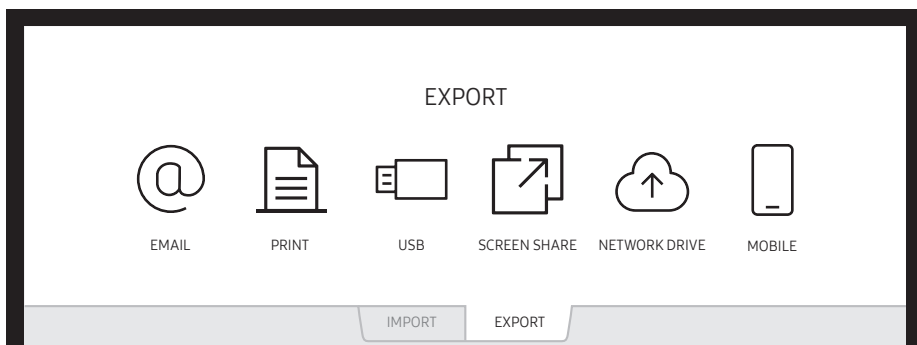 EXPORT
EMAIL PRINT USB SCREEN SHARE NETWORK DRIVE MOBILE
IMPORT EXPORT